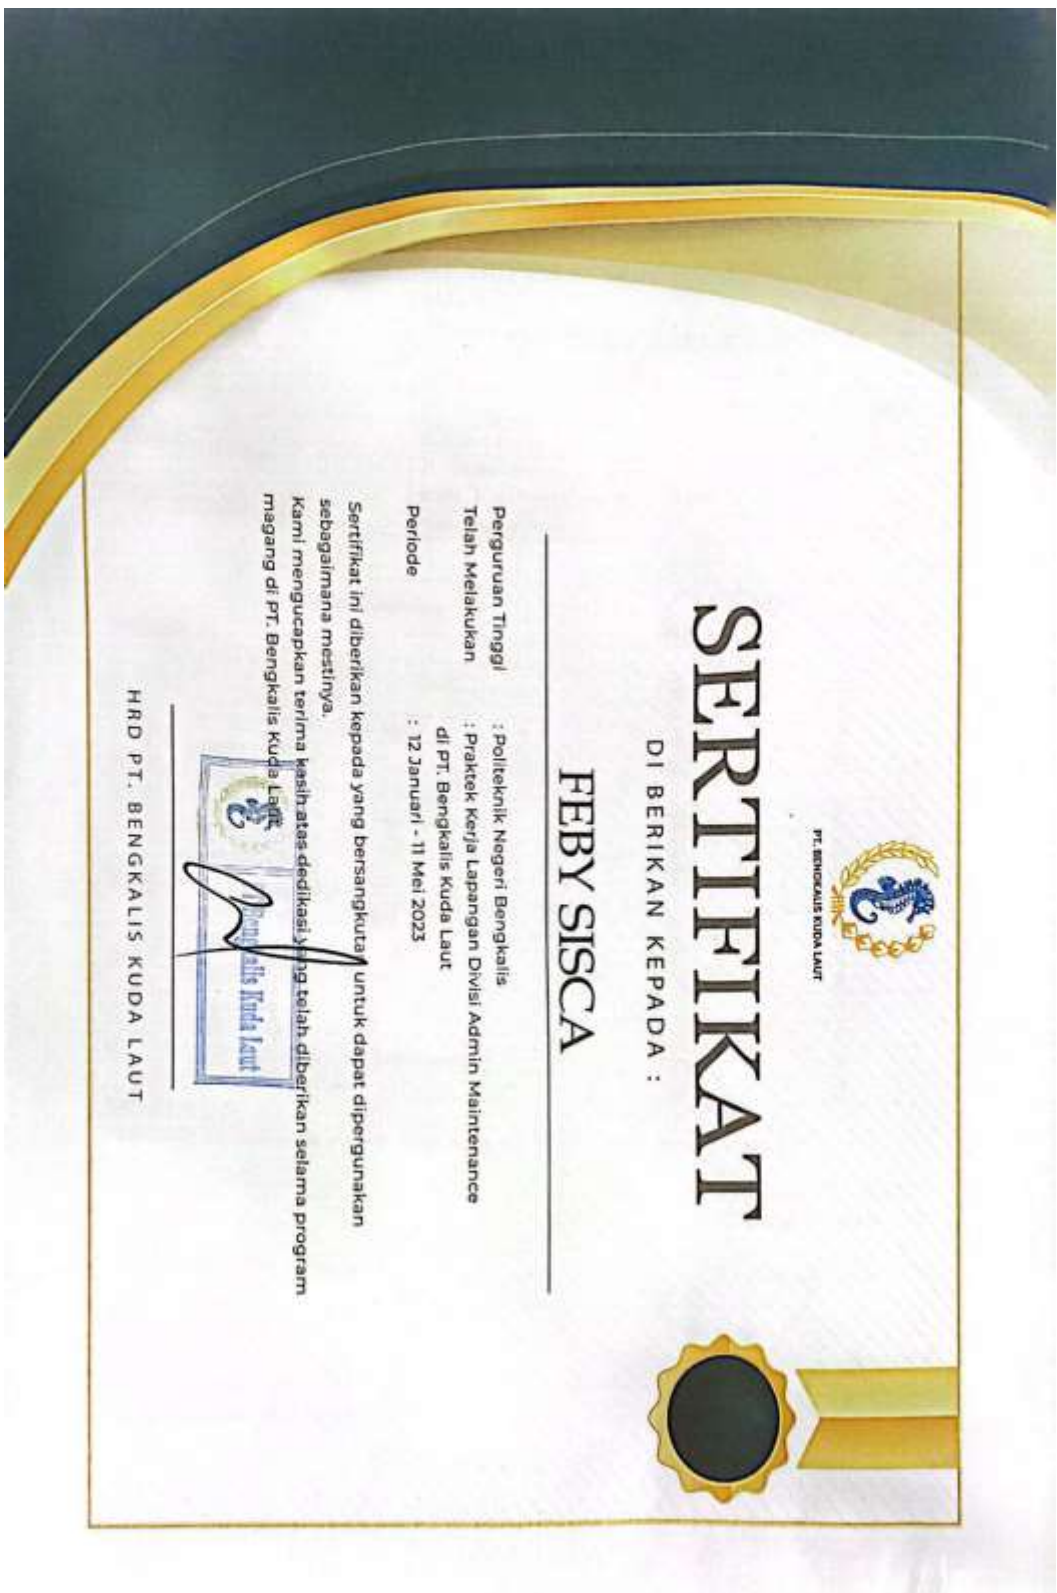 PT. BENGKALIS KUDA LAUT
SERTIFIKAT
DI BERIKAN KEPADA :
FEBY SISCA
Perguruan Tinggi : Politeknik Negeri Bengkalis
Telah Melakukan : Praktek Kerja Lapangan Divisi Admin Maintenance
di PT. Bengkalis Kuda Laut
Periode : 12 Januari - 11 Mei 2023
Sertifikat ini diberikan kepada yang bersangkutan untuk dapat dipergunakan
sebagaimana mestinya.
Kami mengucapkan terima kasih atas dedikasi yang telah diberikan selama program
magang di PT. Bengkalis Kuda Laut.
Bengkalis Kuda Laut
HRD PT. BENGKALIS KUDA LAUT